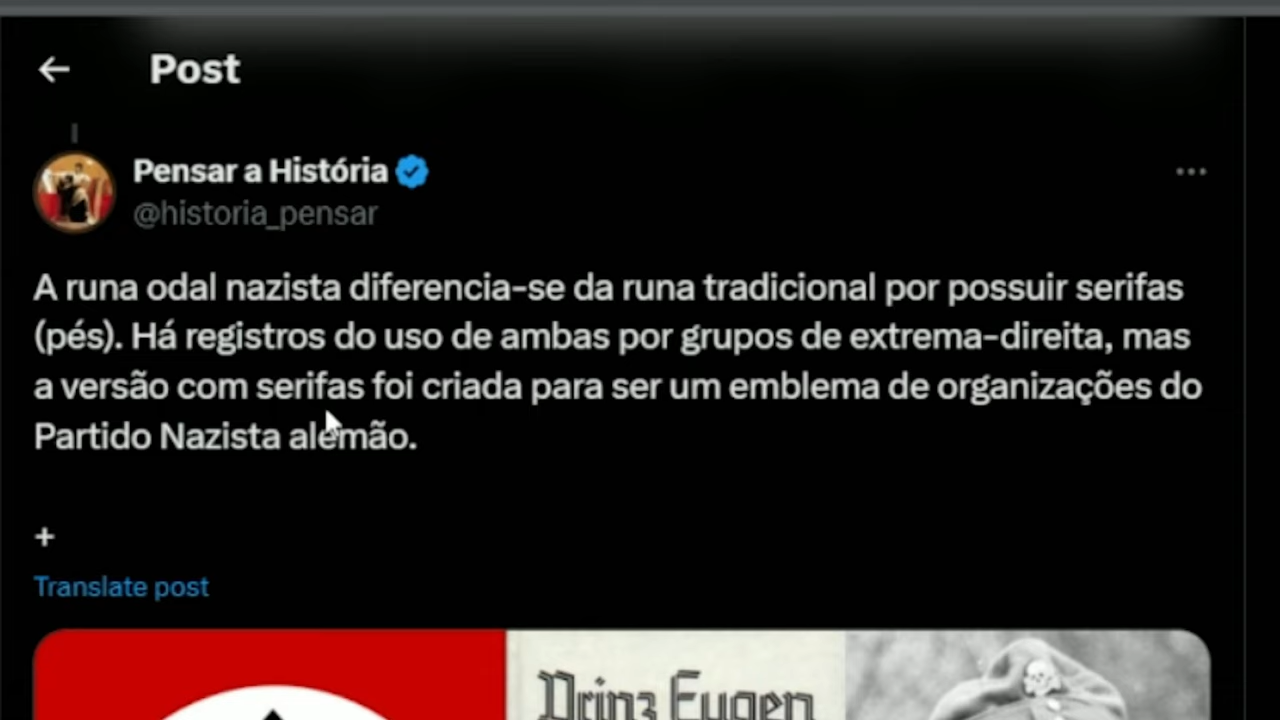 Post
Pensar a História
@historia_pensar
A runa odal nazista diferencia-se da runa tradicional por possuir serifas
(pés). Há registros do uso de ambas por grupos de extrema-direita, mas
a versão com serifas foi criada para ser um emblema de organizações do
Partido Nazista alemão.
+
Translate post
Prinz Eugen